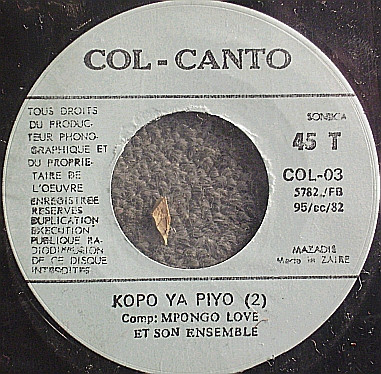 COL-CANTO
TOUS DROITS
DU PRODUC-
TEUR PHONO-
GRAPHIQUE ET
DU PROPRIE-
TAIRE DE
L'OEUVRE
ENREGISTREE
RESERVES
DUPLICATION
EXECUTION
PUBLIQUE RA-
DIODIFFUSION
DE CE DISQUE
INTERDITES
45 T
COL-03
5782./FB
95/cc/82
MAZADIS
Made in ZAIRE
KOPO YA PIYO (2)
Comp: MPONGO LOVE
ET SON ENSEMBLE